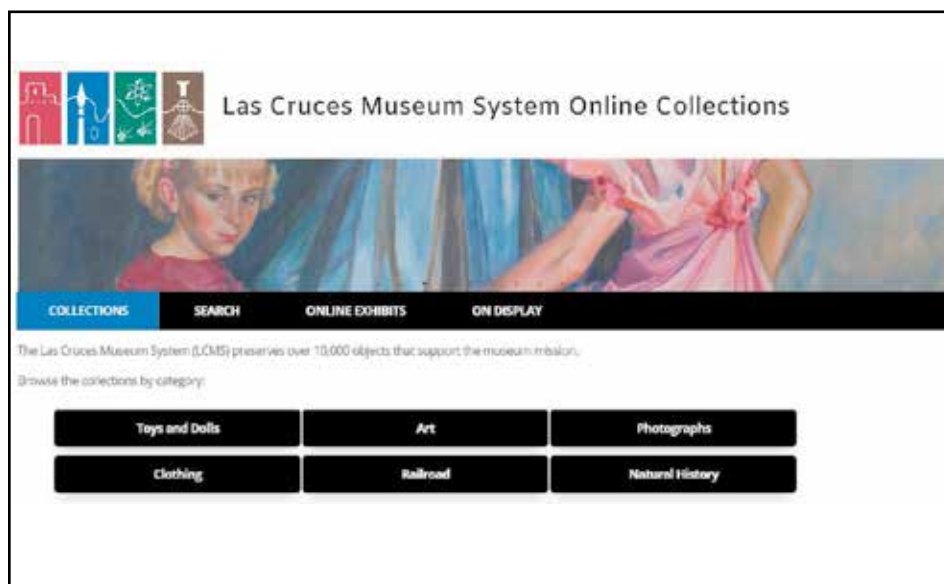 Las Cruces Museum System Online Collections
COLLECTIONS SEARCH ONLINE EXHIBITS ON DISPLAY
The Las Cruces Museum System (LCMS) preserves over 10,000 objects that support the museum mission.
Browse the collections by category:
Toys and Dolls Art Photographs
Clothing Railroad Natural History